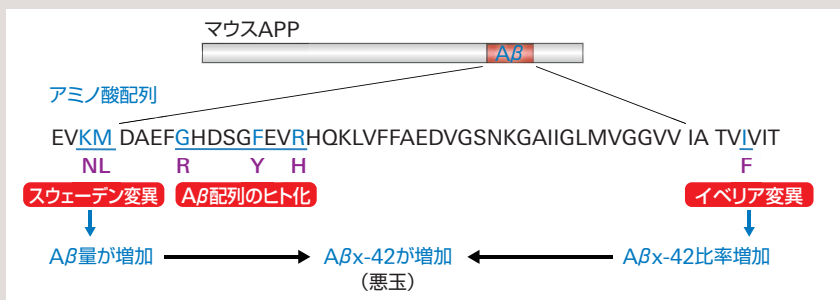 マウスAPP
Aβ
アミノ酸配列
EVKM DAEFGHDSGFEVRHQKLVFFAEDVGSNKGAIIGLMVGGVV IA TVIVIT
NL R Y H F
スウェーデン変異 Aβ配列のヒト化 イベリア変異
Aβ量が増加 Aβx-42が増加 Aβx-42比率増加
(悪玉)